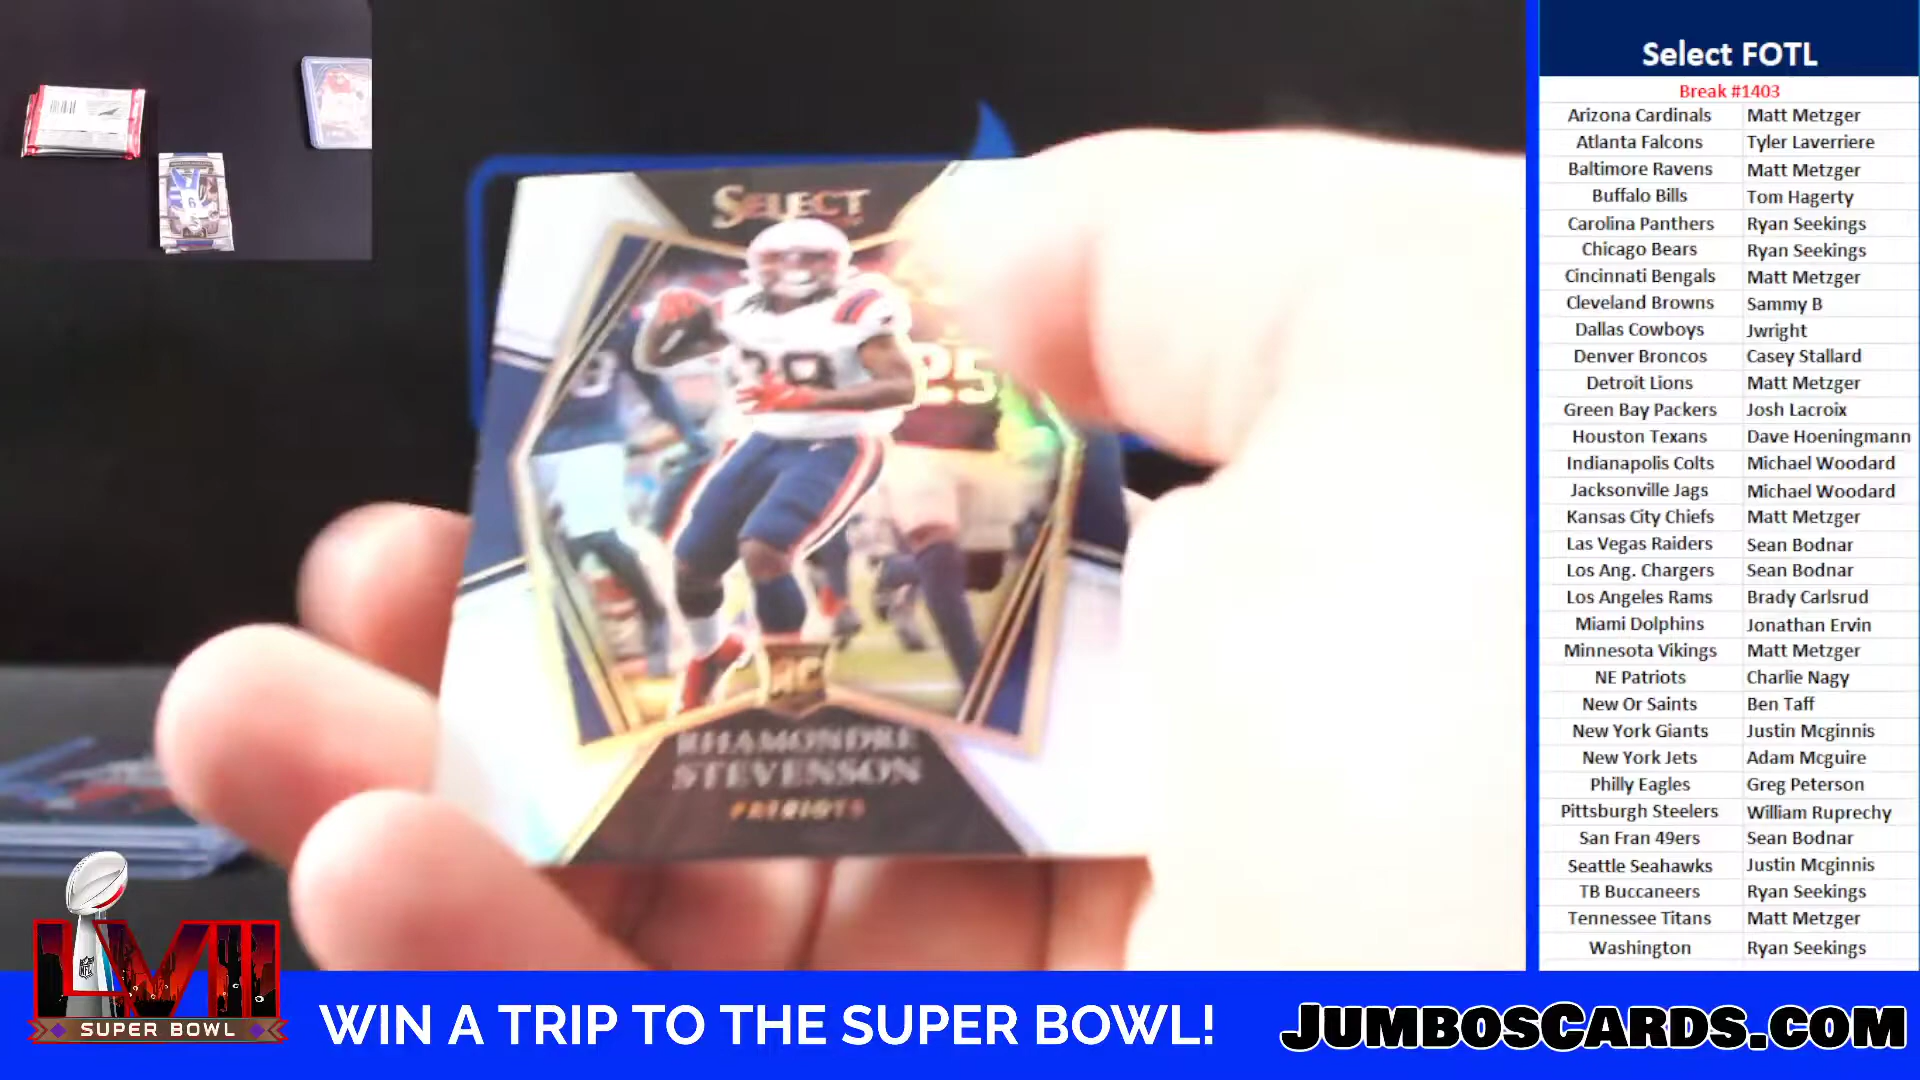 Select FOTL
Break #1403
Arizona Cardinals Matt Metzger
Atlanta Falcons Tyler Laverriere
Baltimore Ravens Matt Metzger
Buffalo Bills Tom Hagerty
Carolina Panthers Ryan Seekings
Chicago Bears Ryan Seekings
Cincinnati Bengals Matt Metzger
Cleveland Browns Sammy B
Dallas Cowboys Jwright
Denver Broncos Casey Stallard
Detroit Lions Matt Metzger
Green Bay Packers Josh Lacroix
Houston Texans Dave Hoeningmann
Indianapolis Colts Michael Woodard
Jacksonville Jags Michael Woodard
Kansas City Chiefs Matt Metzger
Las Vegas Raiders Sean Bodnar
Los Ang. Chargers Sean Bodnar
Los Angeles Rams Brady Carlsrud
Miami Dolphins Jonathan Ervin
Minnesota Vikings Matt Metzger
NE Patriots Charlie Nagy
New Or Saints Ben Taff
New York Giants Justin Mcginnis
New York Jets Adam Mcguire
Philly Eagles Greg Peterson
Pittsburgh Steelers William Ruprechy
San Fran 49ers Sean Bodnar
Seattle Seahawks Justin Mcginnis
TB Buccaneers Ryan Seekings
Tennessee Titans Matt Metzger
Washington Ryan Seekings
SELECT
38
25
RC
RHAMONDRE
STEVENSON
PATRIOTS
LVII
NFL
SUPER BOWL
WIN A TRIP TO THE SUPER BOWL!
JUMBOSCARDS.COM